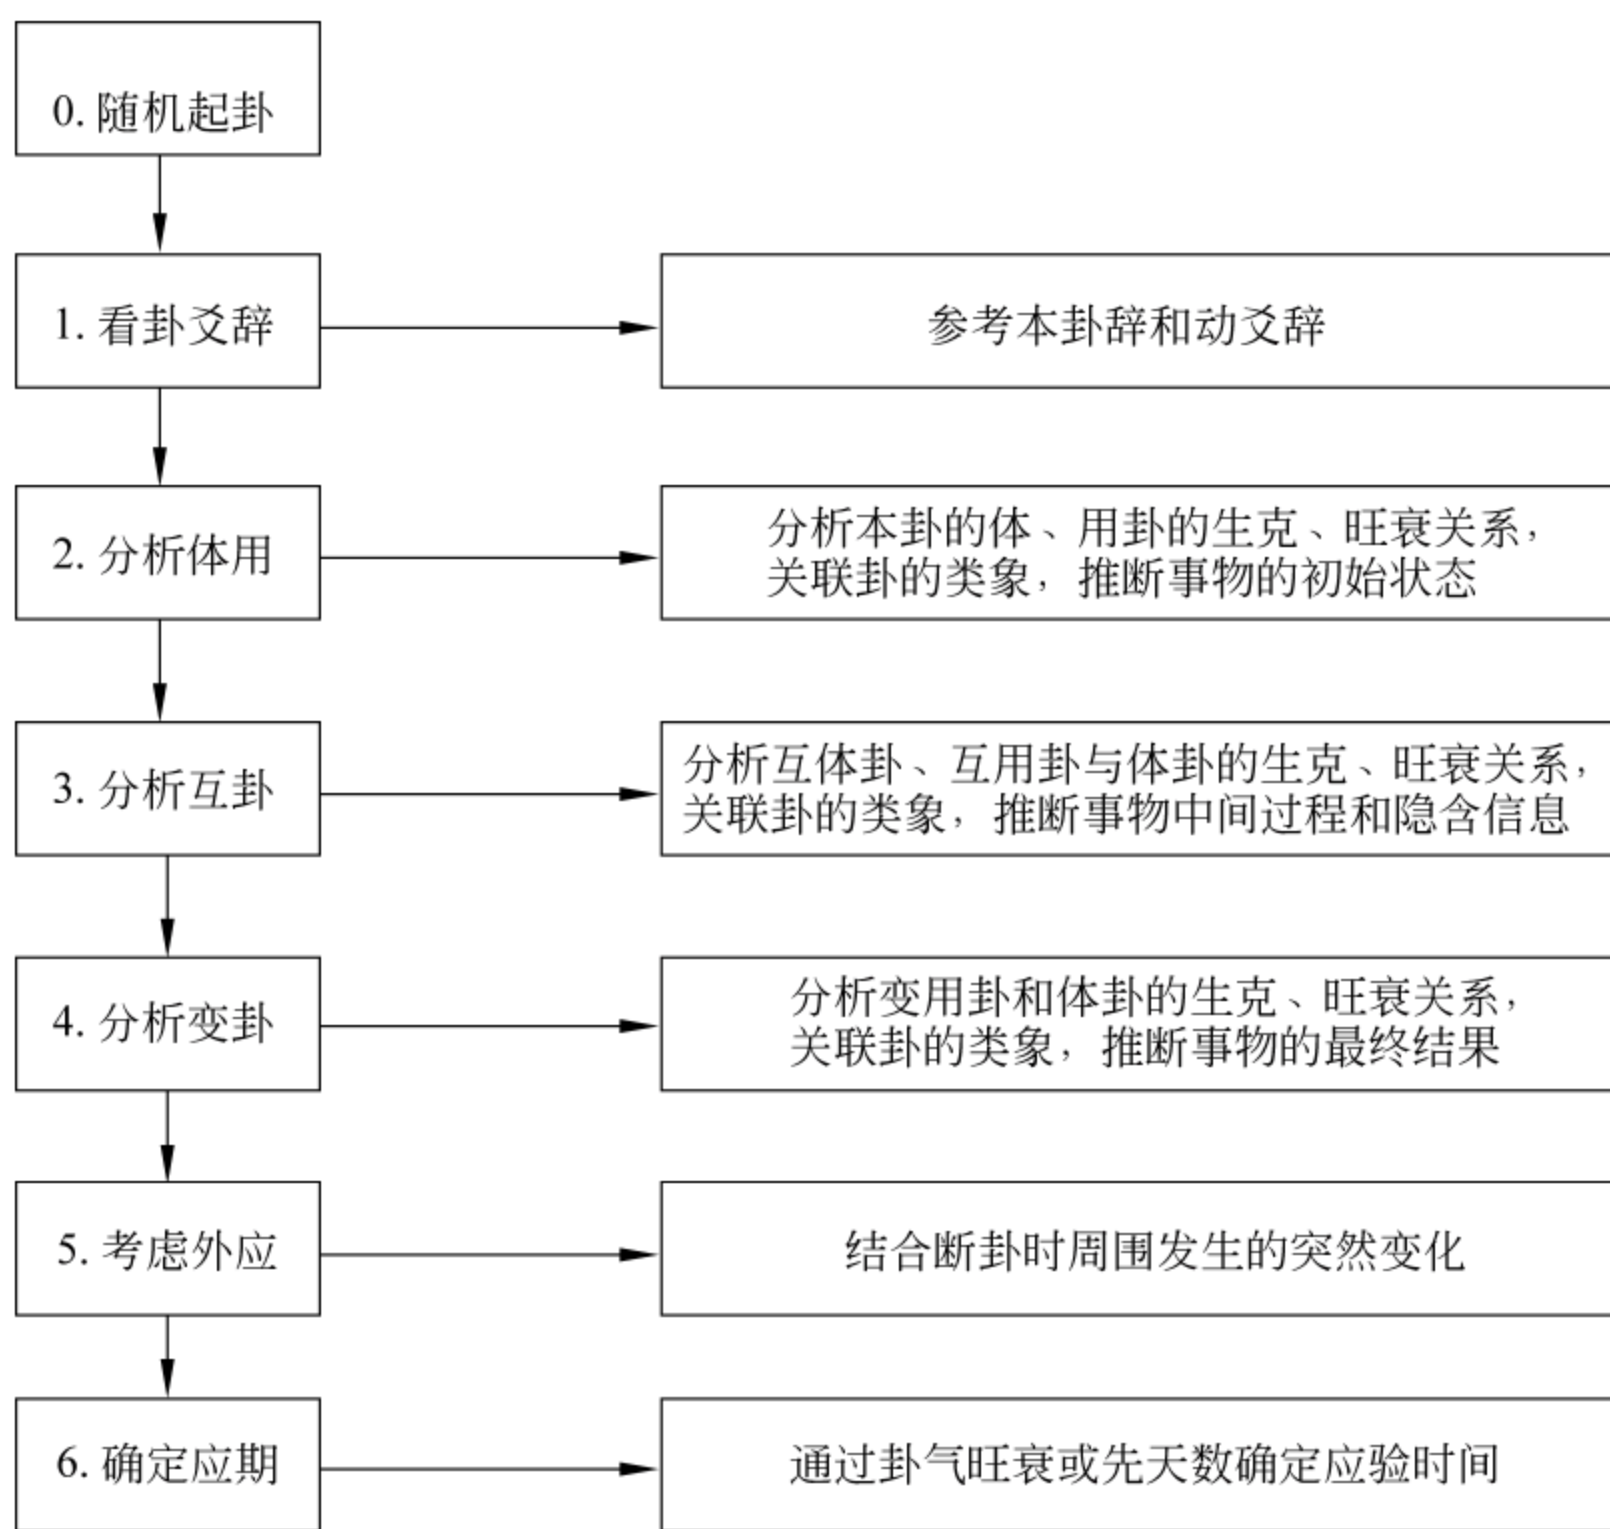 0. 随机起卦
1. 看卦爻辞
参考本卦辞和动爻辞
2. 分析体用
分析本卦的体、用卦的生克、旺衰关系，
关联卦的类象，推断事物的初始状态
3. 分析互卦
分析互体卦、互用卦与体卦的生克、旺衰关系，
关联卦的类象，推断事物中间过程和隐含信息
4. 分析变卦
分析变用卦和体卦的生克、旺衰关系，
关联卦的类象，推断事物的最终结果
5. 考虑外应
结合断卦时周围发生的突然变化
6. 确定应期
通过卦气旺衰或先天数确定应验时间